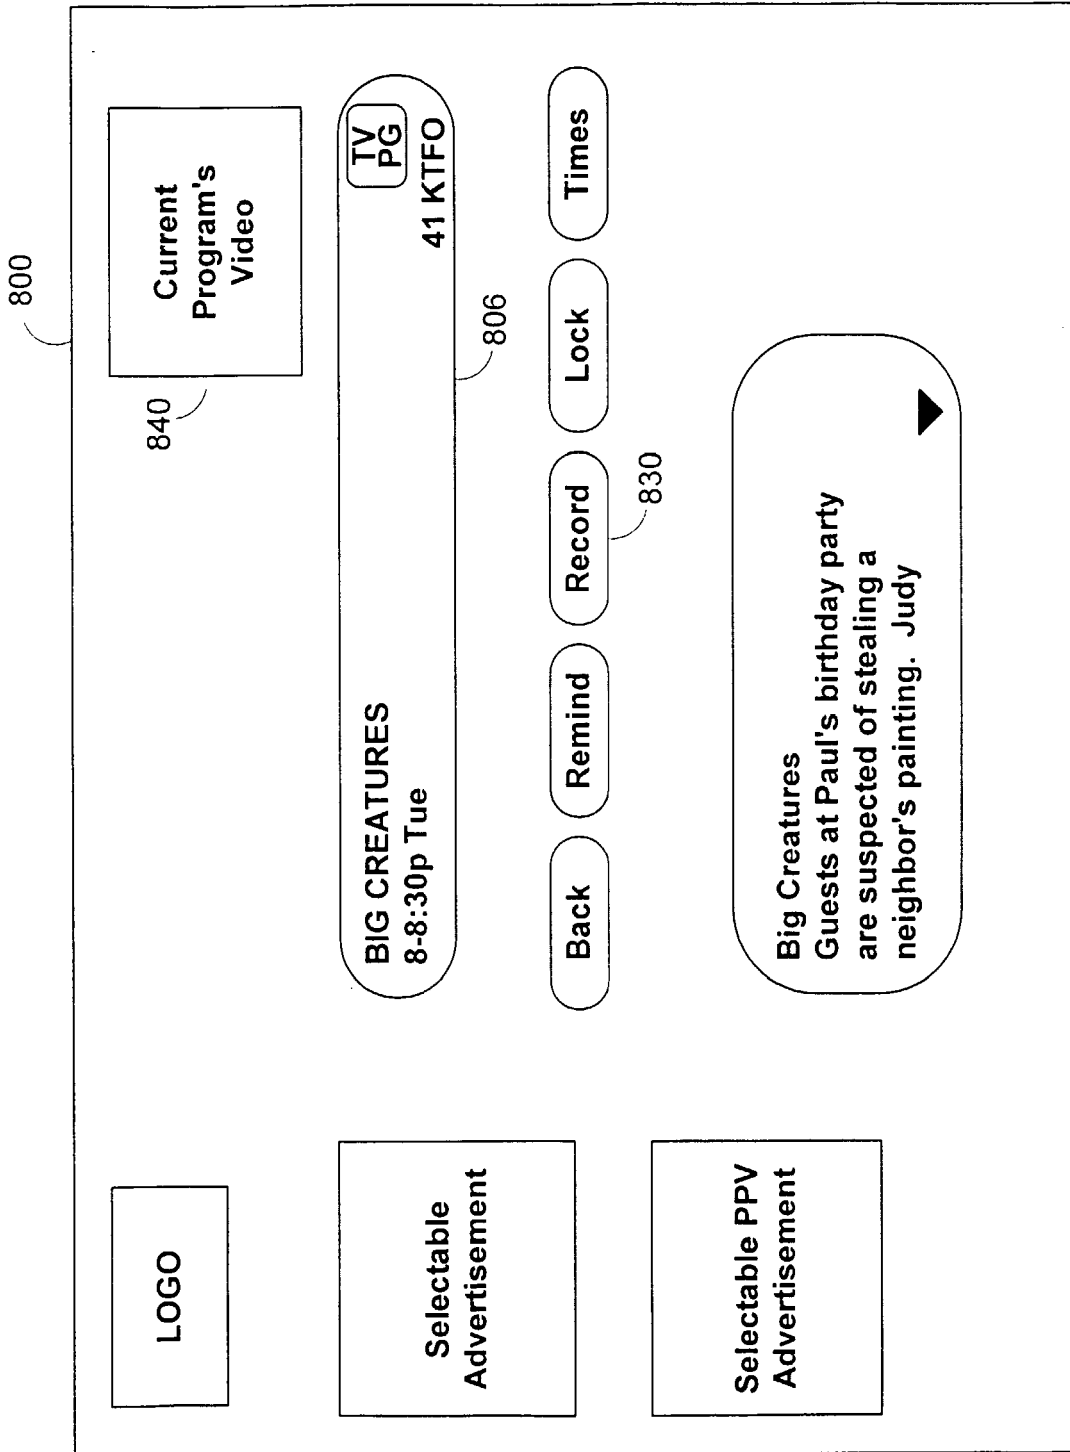 800
LOGO
Current
Program's
Video
840
BIG CREATURES
8-8:30p Tue
TV
PG
41 KTFO
806
Back
Remind
Record
Lock
Times
830
Selectable
Advertisement
Selectable PPV
Advertisement
Big Creatures
Guests at Paul's birthday party
are suspected of stealing a
neighbor's painting. Judy